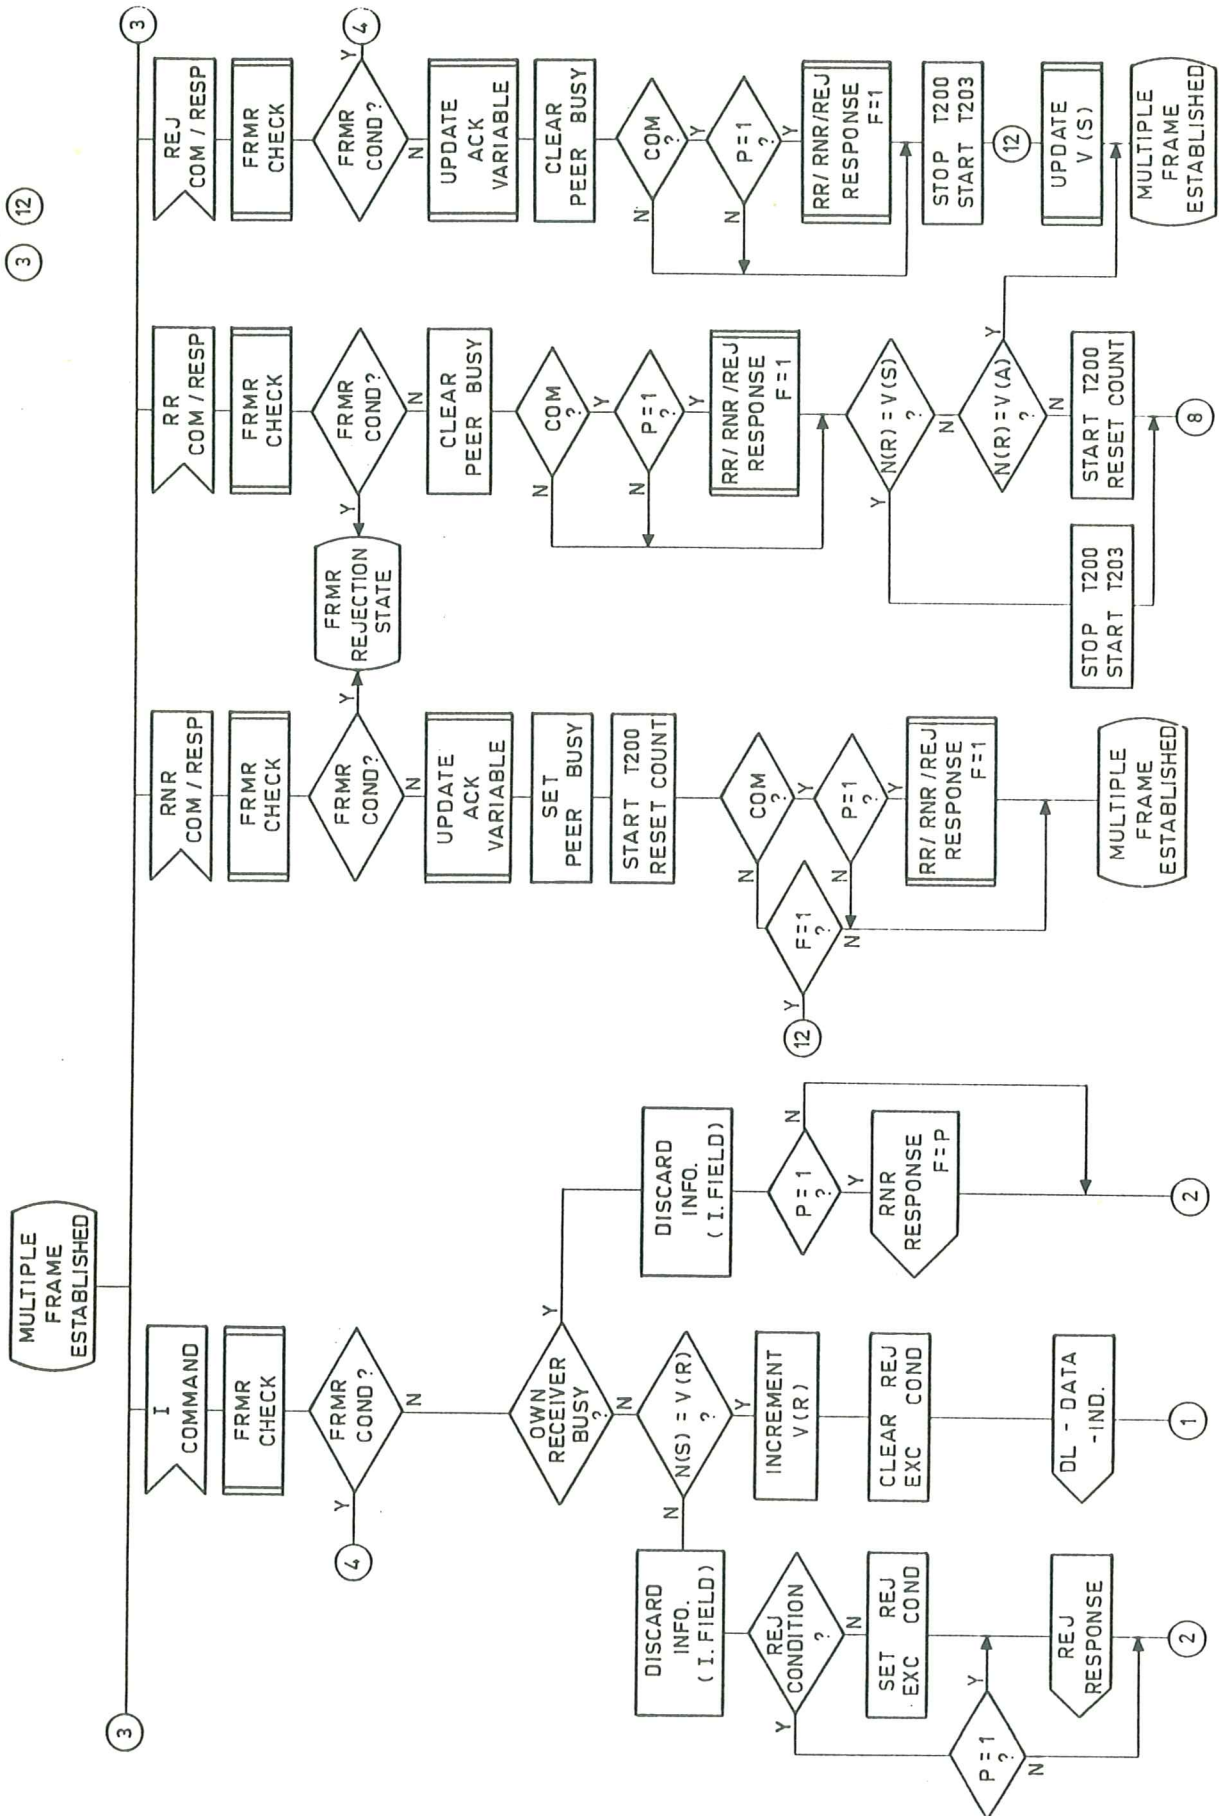 3 12
MULTIPLE
FRAME
ESTABLISHED
3
3
I
COMMAND
FRMR
CHECK
FRMR
COND?
Y
N
4
OWN
RECEIVER
BUSY
?
Y
N
N(S) = V(R)
?
N
Y
DISCARD
INFO.
( I. FIELD)
REJ
CONDITION
?
Y
N
SET REJ
EXC COND
P = 1
?
Y
N
REJ
RESPONSE
2
INCREMENT
V(R)
CLEAR REJ
EXC COND
DL - DATA
-IND.
1
DISCARD
INFO.
( I. FIELD)
P = 1
?
N
Y
RNR
RESPONSE
F=P
2
RNR
COM / RESP
FRMR
CHECK
FRMR
COND?
Y
N
UPDATE
ACK
VARIABLE
SET
PEER BUSY
START T200
RESET COUNT
COM
?
N
Y
F=1
?
Y
N
12
P=1
?
N
Y
RR/ RNR /REJ
RESPONSE
F=1
MULTIPLE
FRAME
ESTABLISHED
FRMR
REJECTION
STATE
RR
COM / RESP
FRMR
CHECK
FRMR
COND?
Y
N
CLEAR
PEER BUSY
COM
?
N
Y
P=1
?
N
Y
RR/ RNR /REJ
RESPONSE
F=1
N(R) = V(S)
?
Y
N
N(R) = V(A)
?
Y
N
STOP T200
START T203
START T200
RESET COUNT
8
REJ
COM / RESP
FRMR
CHECK
FRMR
COND?
Y
4
N
UPDATE
ACK
VARIABLE
CLEAR
PEER BUSY
COM
?
N
Y
P=1
?
N
Y
RR/ RNR/REJ
RESPONSE
F=1
STOP T200
START T203
12
UPDATE
V (S)
MULTIPLE
FRAME
ESTABLISHED